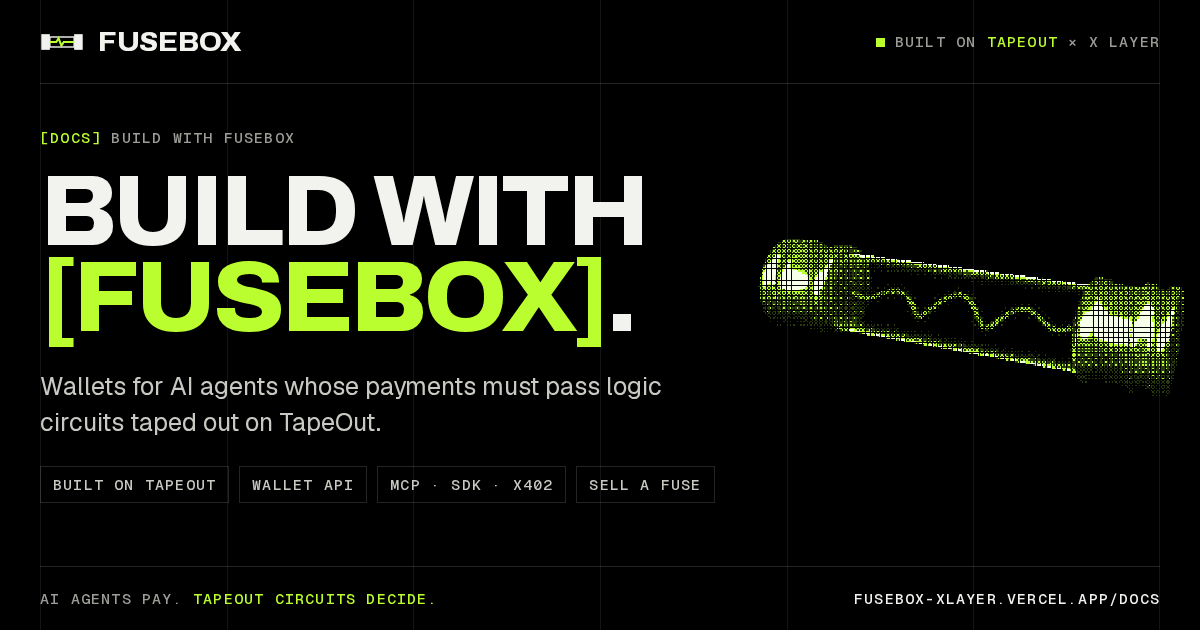 FUSEBOX
BUILT ON TAPEOUT × X LAYER
[DOCS] BUILD WITH FUSEBOX
BUILD WITH
[FUSEBOX].
Wallets for AI agents whose payments must pass logic
circuits taped out on TapeOut.
BUILT ON TAPEOUT
WALLET API
MCP · SDK · X402
SELL A FUSE
AI AGENTS PAY. TAPEOUT CIRCUITS DECIDE.
FUSEBOX-XLAYER.VERCEL.APP/DOCS